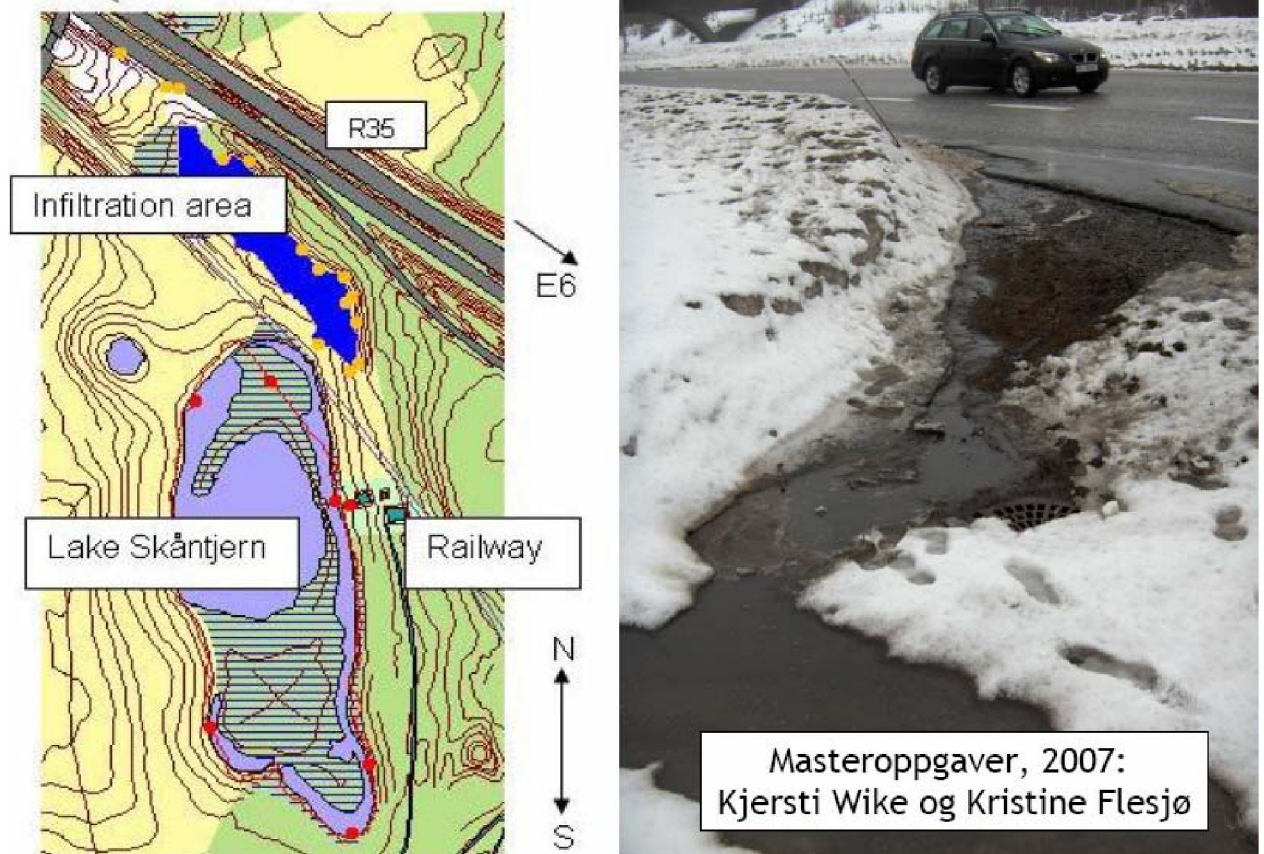 R35
Infiltration area
E6
Lake Skåntjern
Railway
N
S
Masteroppgaver, 2007:
Kjersti Wike og Kristine Flesjø